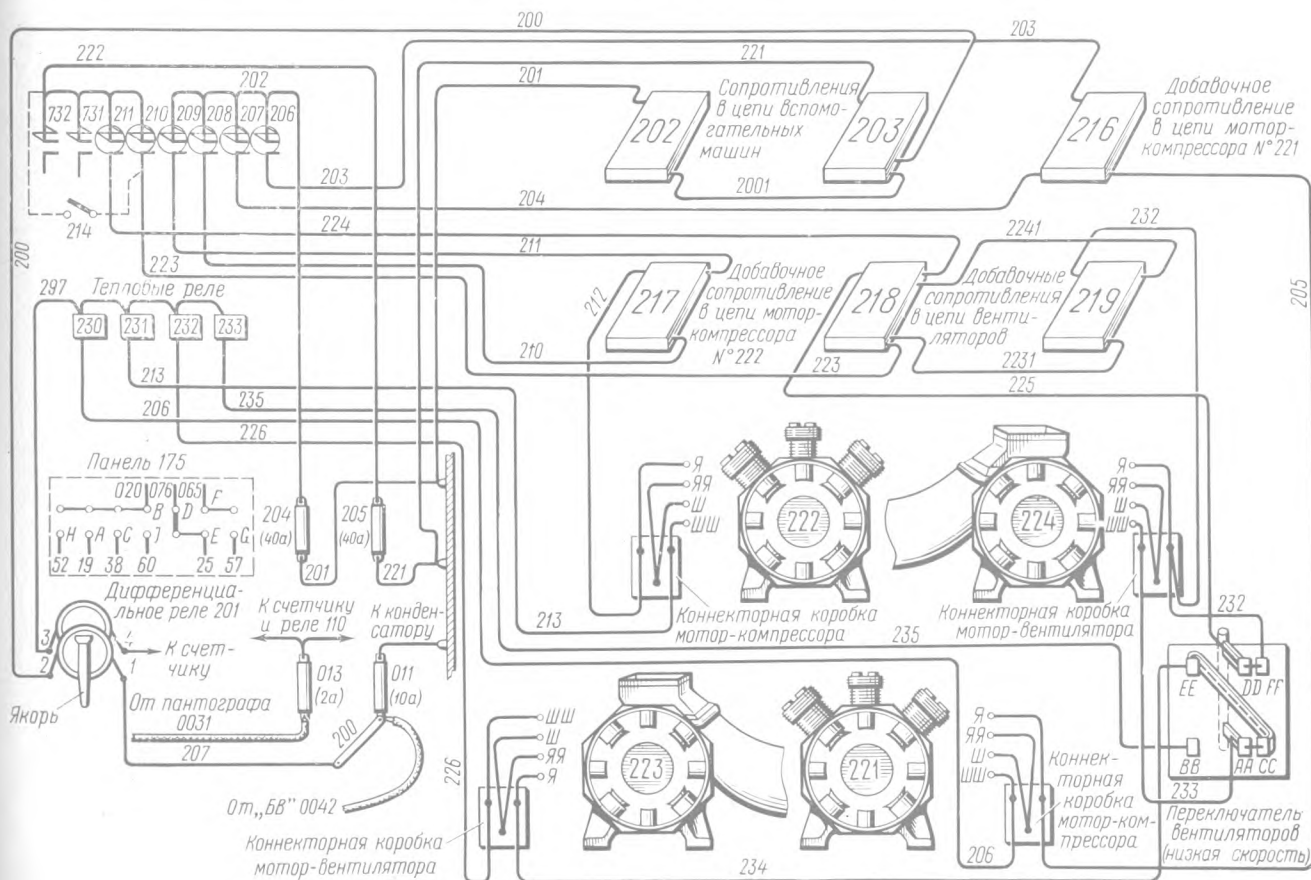 200
222
202
201
221
203
732 731 211 210 209 208 207 206
Сопротивления
в цепи вспомо-
гательных
машин
202
203
216
Добавочное
сопротивление
в цепи мотор-
компрессора №221
203
2001
204
214
200
224
211
223
2241
232
205
297
Тепловые реле
230 231 232 233
212
217
Добавочное
сопротивление
в цепи мотор-
компрессора
№222
218
Добавочные
сопротивления
в цепи венти-
ляторов
219
210
223
2231
225
213
206
235
226
Панель 175
020 076 065 F
B D
H A C J E G
52 19 38 60 25 57
204
(40а)
205
(40а)
201
221
Я
ЯЯ
Ш
ШШ
222
224
Я
ЯЯ
Ш
ШШ
Дифференци-
альное реле 201
К счетчику
и реле 110
К конден-
сатору
213
Коннекторная коробка
мотор-компрессора
Коннекторная коробка
мотор-вентилятора
232
235
3
2
1
К счет-
чику
Якорь
013
(2а)
011
(10а)
От пантографа
0031
207
200
От „БВ" 0042
226
ШШ
Ш
ЯЯ
Я
223
221
Я
ЯЯ
Ш
ШШ
Коннек-
торная
коробка
мотор-ком-
прессора
EE
DD FF
BB
AA CC
233
Переключатель
вентиляторов
(низкая скорость)
Коннекторная коробка
мотор-вентилятора
234
206